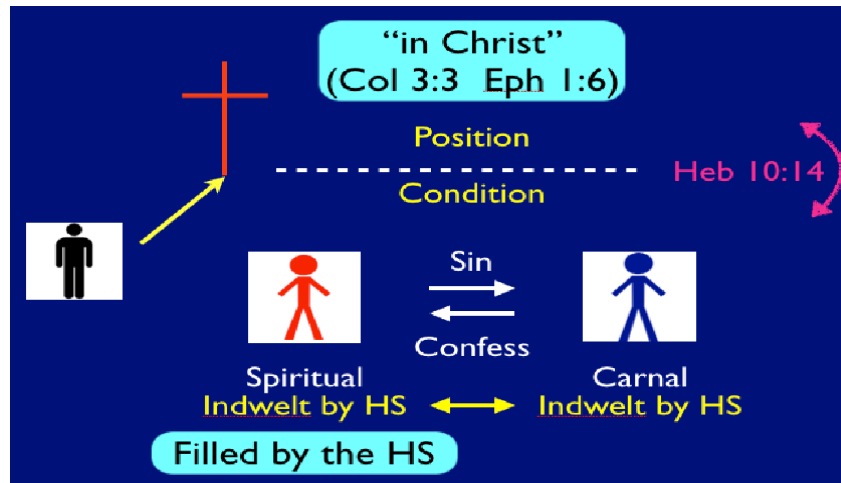 “in Christ”
(Col 3:3 Eph 1:6)
Position
Heb 10:14
Condition
Sin
Confess
Spiritual
Carnal
Indwelt by HS
Indwelt by HS
Filled by the HS